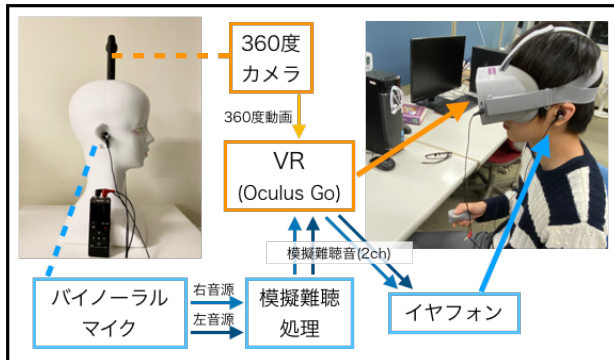 360度
カメラ
360度動画
VR
(Oculus Go)
模擬難聴音(2ch)
バイノーラル
マイク
右音源
左音源
模擬難聴
処理
イヤフォン